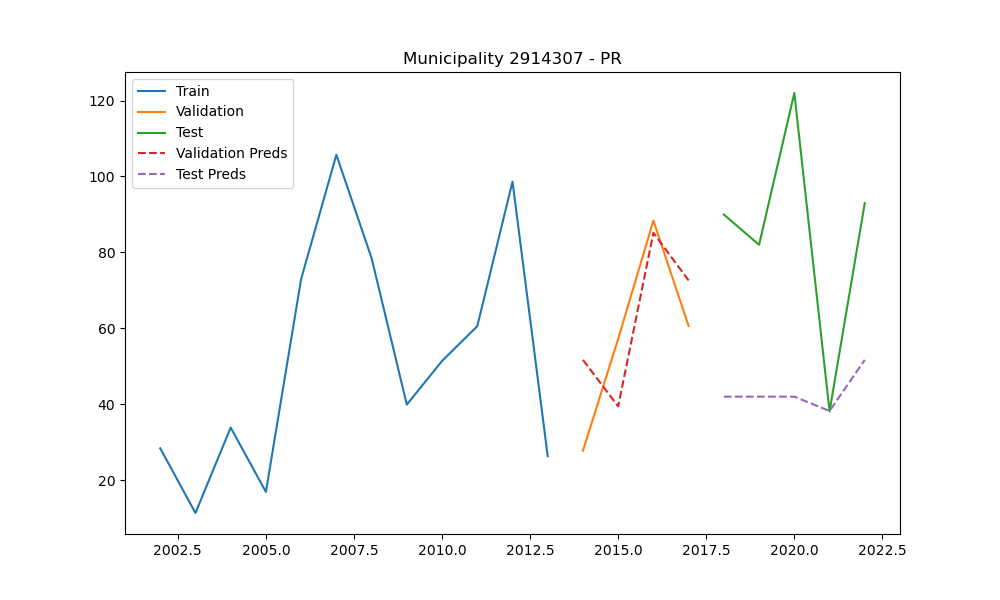 Municipality 2914307 - PR
Train
Validation
Test
Validation Preds
Test Preds
120
100
80
60
40
20
2002.5 2005.0 2007.5 2010.0 2012.5 2015.0 2017.5 2020.0 2022.5